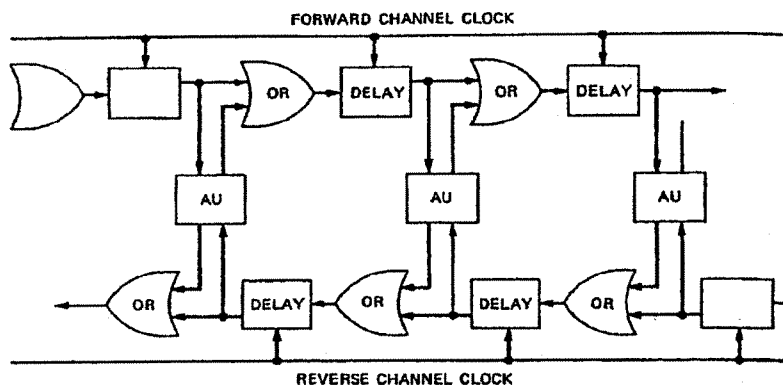 FORWARD CHANNEL CLOCK
OR
DELAY
OR
DELAY
AU
AU
AU
OR
DELAY
OR
DELAY
OR
REVERSE CHANNEL CLOCK